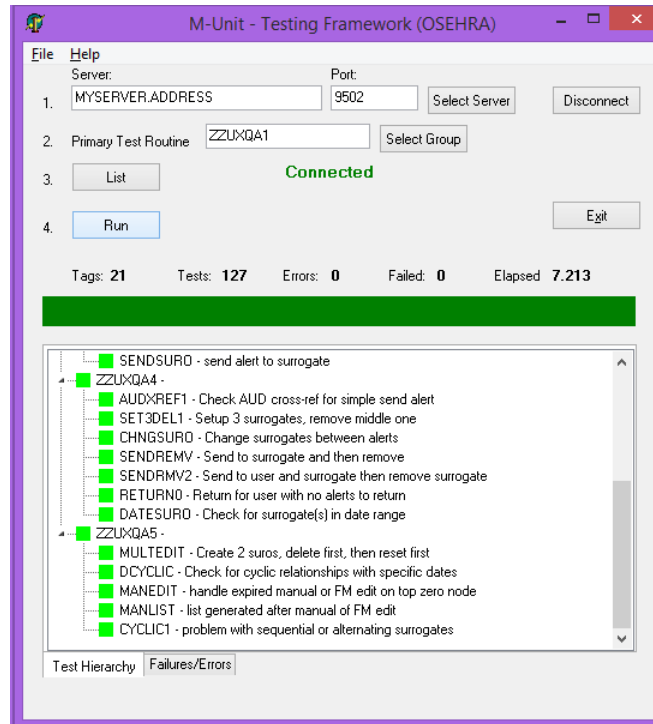 M-Unit - Testing Framework (OSEHRA)
File Help
Server: Port:
1. MYSERVER.ADDRESS 9502 Select Server Disconnect
2. Primary Test Routine ZZUXQA1 Select Group
3. List Connected
4. Run Exit
Tags: 21 Tests: 127 Errors: 0 Failed: 0 Elapsed 7.213
SENDSURO - send alert to surrogate
ZZUXQA4 -
AUDXREF1 - Check AUD cross-ref for simple send alert
SET3DEL1 - Setup 3 surrogates, remove middle one
CHNGSURO - Change surrogates between alerts
SENDREMV - Send to surrogate and then remove
SENDRMV2 - Send to user and surrogate then remove surrogate
RETURN0 - Return for user with no alerts to return
DATESURO - Check for surrogate(s) in date range
ZZUXQA5 -
MULTEDIT - Create 2 suros, delete first, then reset first
DCYCLIC - Check for cyclic relationships with specific dates
MANEDIT - handle expired manual or FM edit on top zero node
MANLIST - list generated after manual of FM edit
CYCLIC1 - problem with sequential or alternating surrogates
Test Hierarchy Failures/Errors